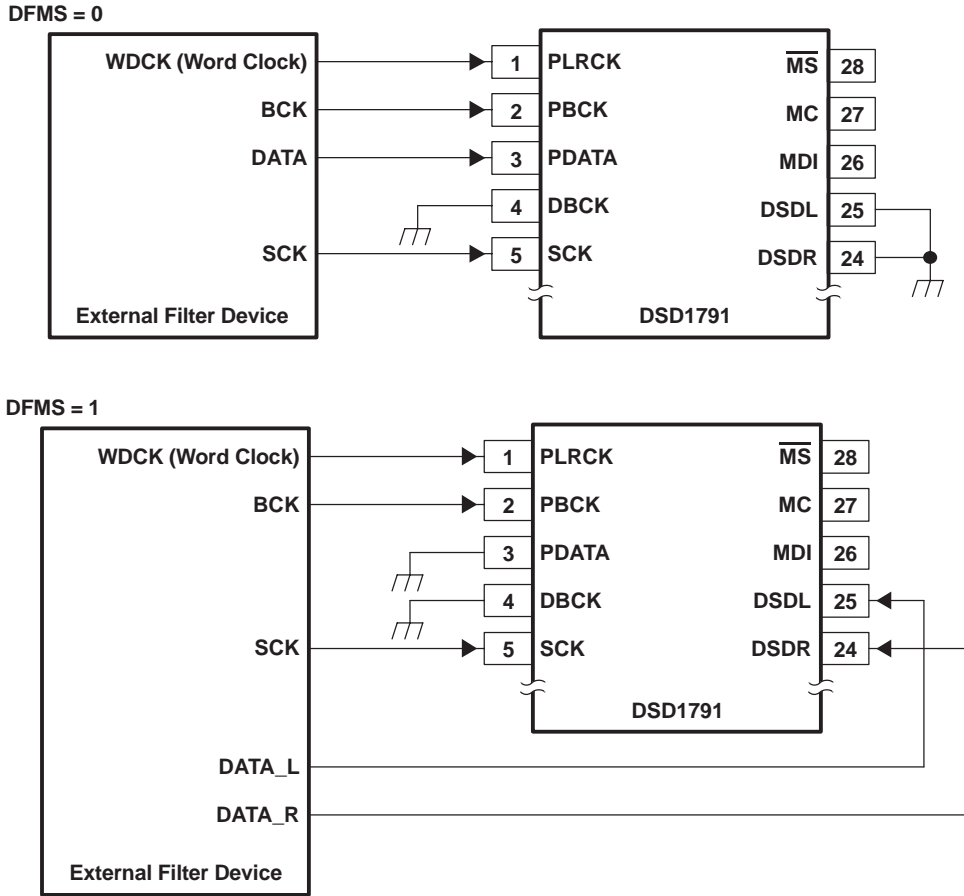 DFMS = 0
WDCK (Word Clock) 1 PLRCK MS 28
BCK 2 PBCK MC 27
DATA 3 PDATA MDI 26
4 DBCK DSDL 25
SCK 5 SCK DSDR 24
External Filter Device DSD1791
DFMS = 1
WDCK (Word Clock) 1 PLRCK MS 28
BCK 2 PBCK MC 27
3 PDATA MDI 26
4 DBCK DSDL 25
SCK 5 SCK DSDR 24
DSD1791
DATA_L
DATA_R
External Filter Device